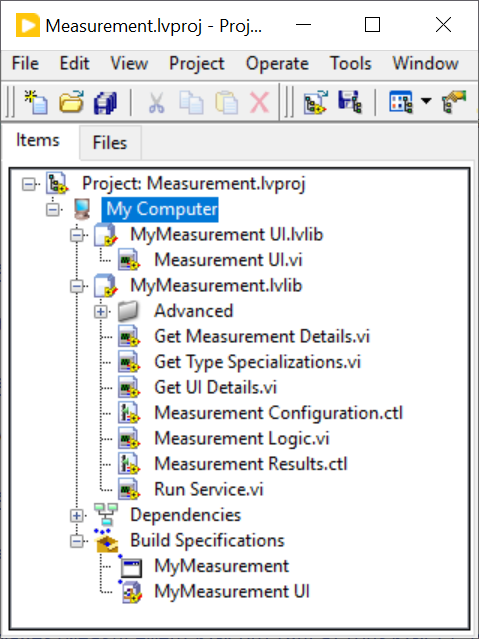 Measurement.lvproj - Proj...
File Edit View Project Operate Tools Window
Items Files
Project: Measurement.lvproj
My Computer
MyMeasurement UI.lvlib
Measurement UI.vi
MyMeasurement.lvlib
Advanced
Get Measurement Details.vi
Get Type Specializations.vi
Get UI Details.vi
Measurement Configuration.ctl
Measurement Logic.vi
Measurement Results.ctl
Run Service.vi
Dependencies
Build Specifications
MyMeasurement
MyMeasurement UI